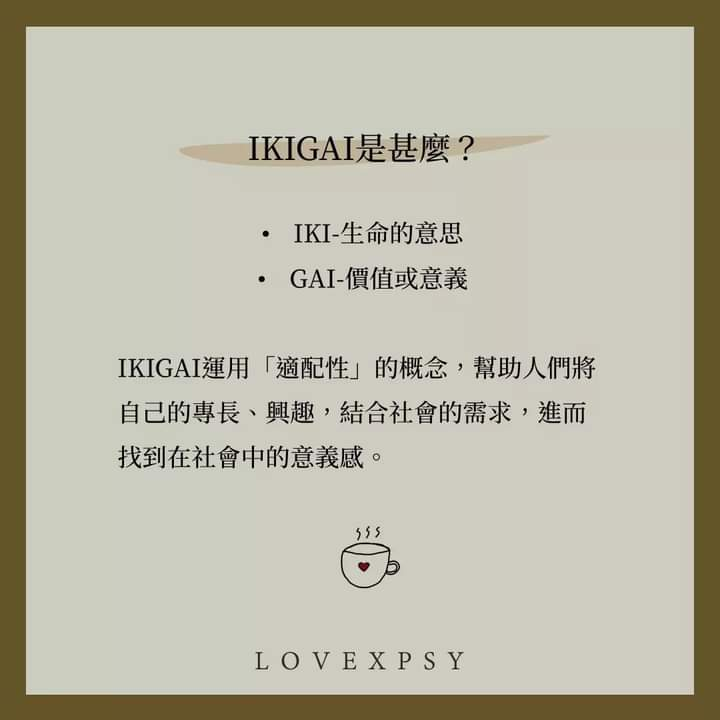 IKIGAI是甚麼？
• IKI-生命的意思
• GAI-價值或意義
IKIGAI運用「適配性」的概念，幫助人們將
自己的專長、興趣，結合社會的需求，進而
找到在社會中的意義感。
LOVEXPSY